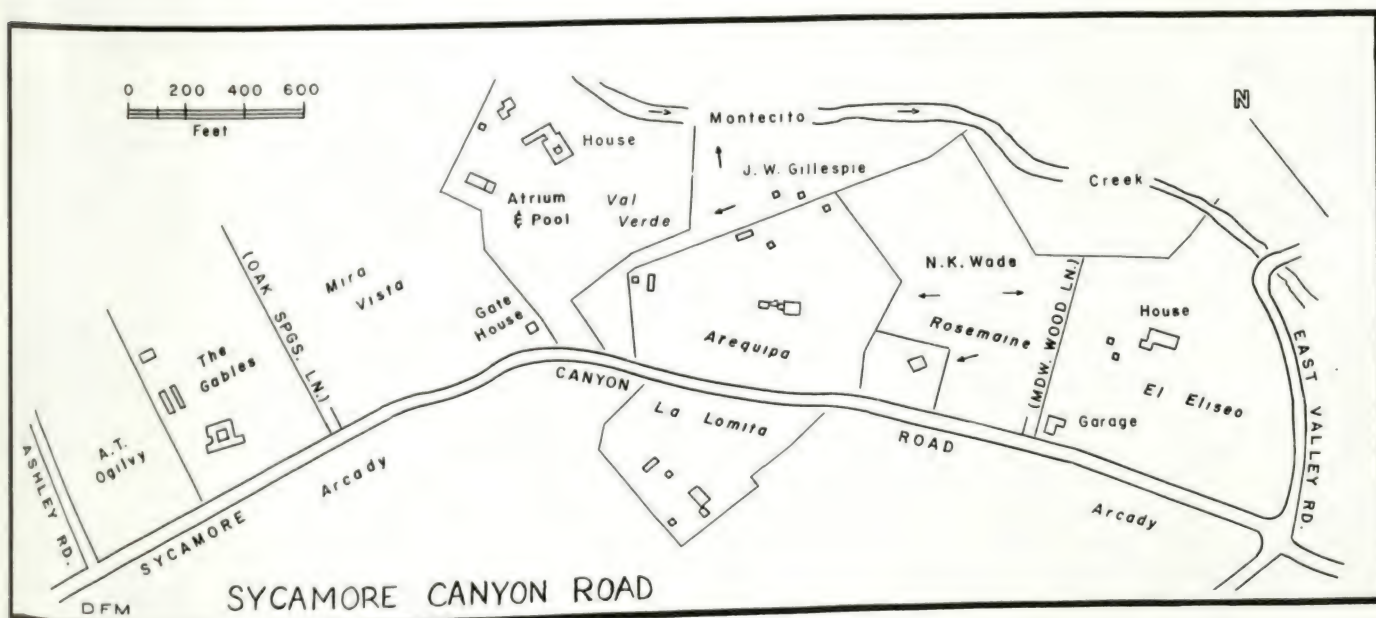 0 200 400 600
Feet
N
Montecito
Creek
House
Atrium
& Pool
Val
Verde
J. W. Gillespie
(OAK SPGS. LN.)
Mira
Vista
Gate
House
N.K. Wade
Rosemaine
(MDW. WOOD LN.)
House
El Eliseo
Garage
EAST VALLEY RD.
The
Gables
Arequipa
A.T.
Ogilvy
ASHLEY RD.
SYCAMORE
CANYON
ROAD
La Lomita
Arcady
Arcady
DFM
SYCAMORE CANYON ROAD